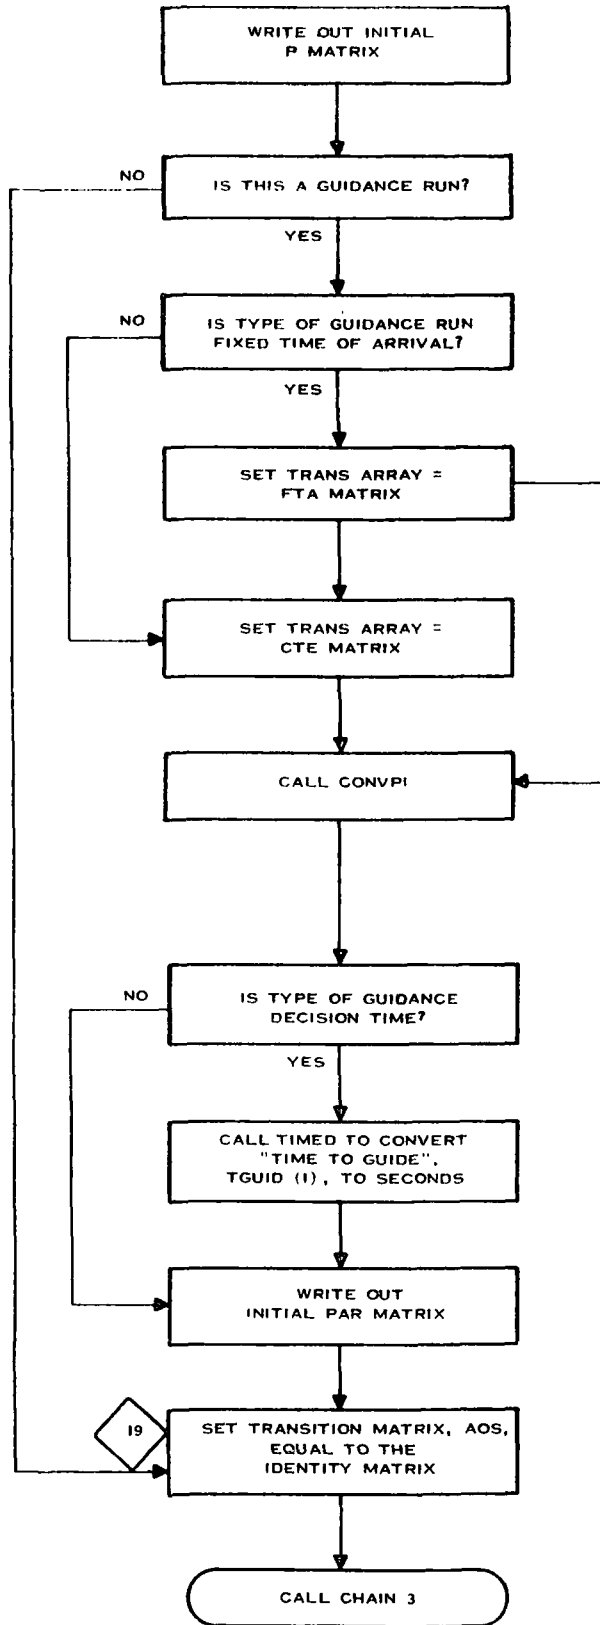 WRITE OUT INITIAL
P MATRIX
NO
IS THIS A GUIDANCE RUN?
YES
NO
IS TYPE OF GUIDANCE RUN
FIXED TIME OF ARRIVAL?
YES
SET TRANS ARRAY =
FTA MATRIX
SET TRANS ARRAY =
CTE MATRIX
CALL CONVPI
NO
IS TYPE OF GUIDANCE
DECISION TIME?
YES
CALL TIMED TO CONVERT
"TIME TO GUIDE",
TGUID (I), TO SECONDS
WRITE OUT
INITIAL PAR MATRIX
19
SET TRANSITION MATRIX, AOS,
EQUAL TO THE
IDENTITY MATRIX
CALL CHAIN 3